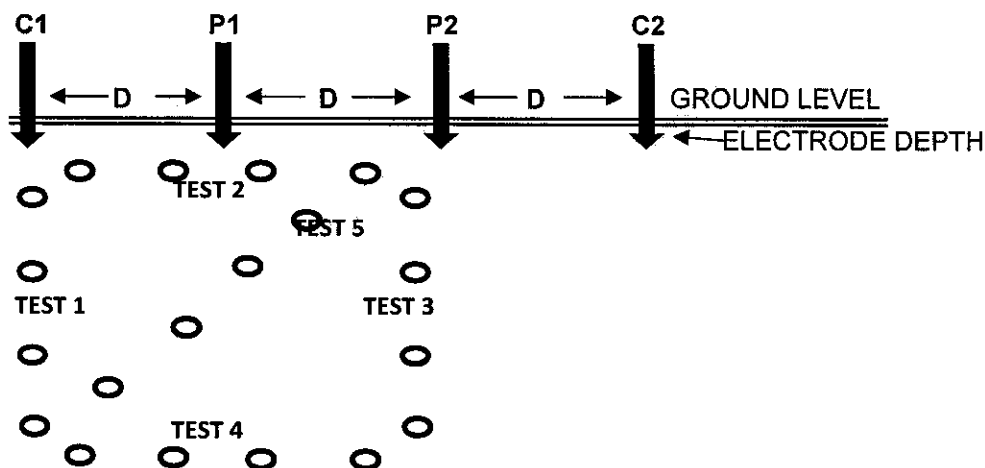 C1 P1 P2 C2
D D D
GROUND LEVEL
ELECTRODE DEPTH
TEST 2
TEST 5
TEST 1 TEST 3
TEST 4